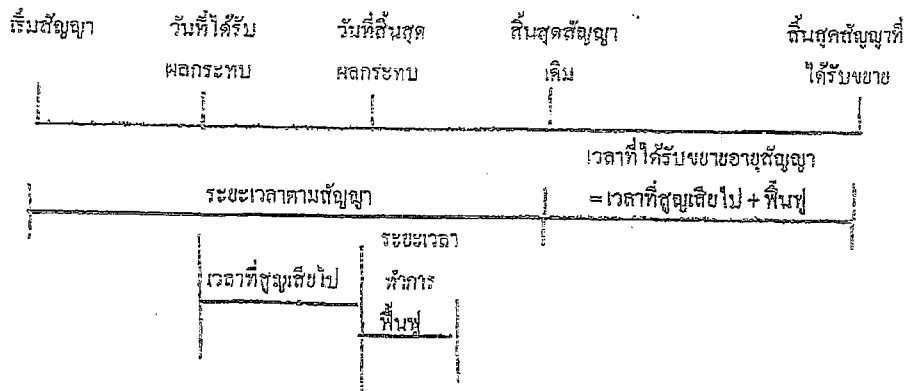 เริ่มสัญญา วันที่ได้รับ วันที่สิ้นสุด สิ้นสุดสัญญา สิ้นสุดสัญญาที่
ผลกระทบ ผลกระทบ เดิม ได้รับขยาย
เวลาที่ได้รับขยายอายุสัญญา
ระยะเวลาตามสัญญา =เวลาที่สูญเสียไป + ฟื้นฟู
ระยะเวลา
เวลาที่สูญเสียไป ทำการ
ฟื้นฟู